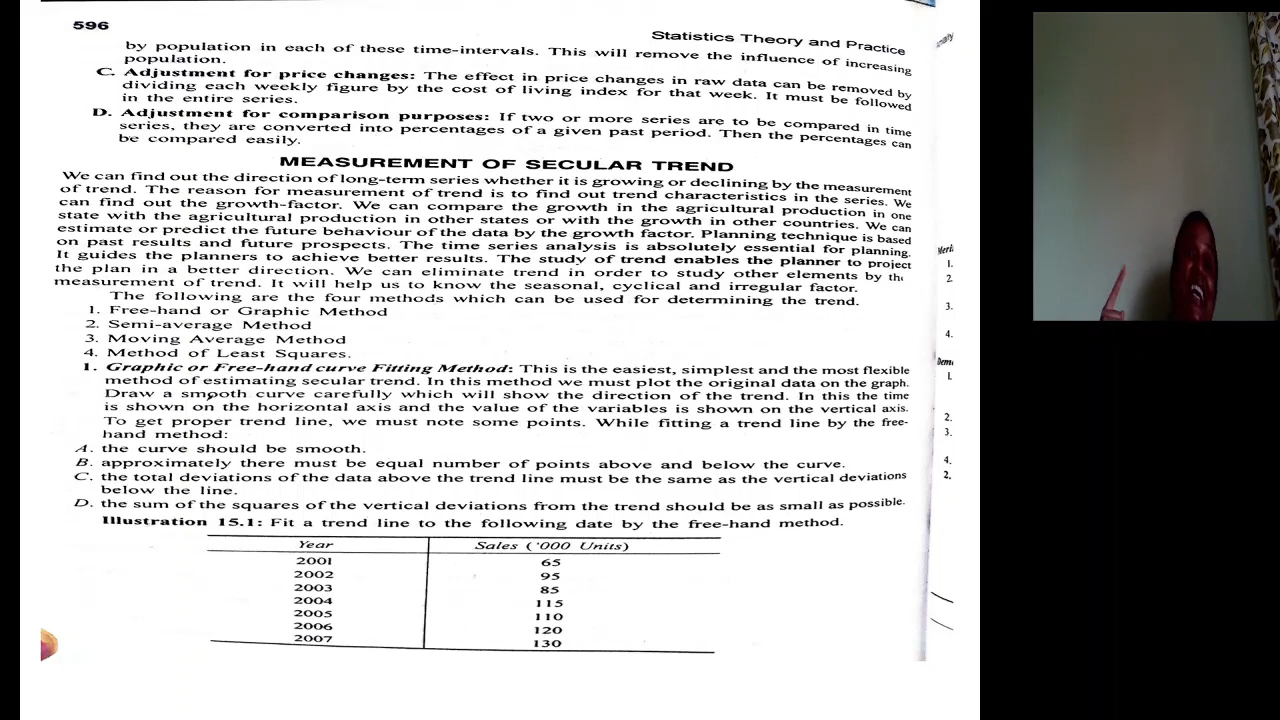 596
Statistics Theory and Practice
by population in each of these time-intervals. This will remove the influence of increasing
population.
C. Adjustment for price changes: The effect in price changes in raw data can be removed by
dividing each weekly figure by the cost of living index for that week. It must be followed
in the entire series.
D. Adjustment for comparison purposes: If two or more series are to be compared in time
series, they are converted into percentages of a given past period. Then the percentages can
be compared easily.
MEASUREMENT OF SECULAR TREND
We can find out the direction of long-term series whether it is growing or declining by the measurement
of trend. The reason for measurement of trend is to find out trend characteristics in the series. We
can find out the growth-factor. We can compare the growth in the agricultural production in one
state with the agricultural production in other states or with the growth in other countries. We can
estimate or predict the future behaviour of the data by the growth factor. Planning technique is based
on past results and future prospects. The time series analysis is absolutely essential for planning.
It guides the planners to achieve better results. The study of trend enables the planner to project
the plan in a better direction. We can eliminate trend in order to study other elements by the
measurement of trend. It will help us to know the seasonal, cyclical and irregular factor.
The following are the four methods which can be used for determining the trend.
1. Free-hand or Graphic Method
2. Semi-average Method
3. Moving Average Method
4. Method of Least Squares.
1. Graphic or Free-hand curve Fitting Method: This is the easiest, simplest and the most flexible
method of estimating secular trend. In this method we must plot the original data on the graph.
Draw a smooth curve carefully which will show the direction of the trend. In this the time
is shown on the horizontal axis and the value of the variables is shown on the vertical axis.
To get proper trend line, we must note some points. While fitting a trend line by the free-
hand method:
A. the curve should be smooth.
B. approximately there must be equal number of points above and below the curve.
C. the total deviations of the data above the trend line must be the same as the vertical deviations
below the line.
D. the sum of the squares of the vertical deviations from the trend should be as small as possible.
Illustration 15.1: Fit a trend line to the following date by the free-hand method.
Year Sales ('000 Units)
2001 65
2002 95
2003 85
2004 115
2005 110
2006 120
2007 130
1.
2.
3.
4.
1.
2.
3.
4.
2.